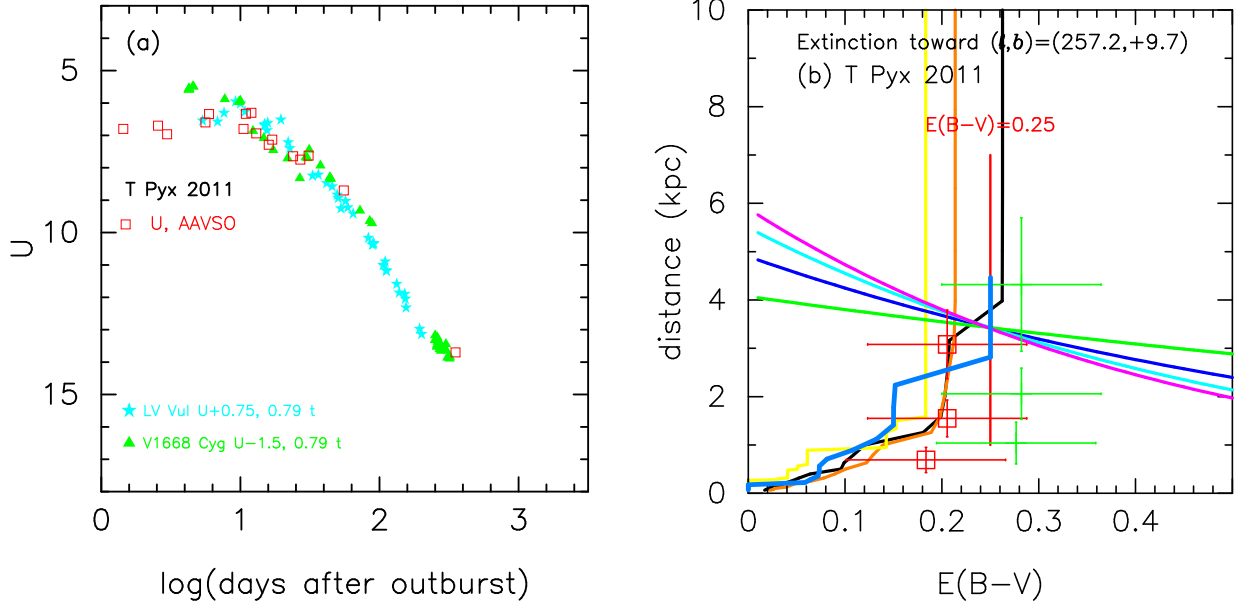 (a)
5
10
15
U
T Pyx 2011
U, AAVSO
LV Vul U+0.75, 0.79 t
V1668 Cyg U−1.5, 0.79 t
0 1 2 3
log(days after outburst)
10
8
6
4
2
0
distance (kpc)
Extinction toward (l,b)=(257.2,+9.7)
(b) T Pyx 2011
E(B−V)=0.25
0 0.1 0.2 0.3 0.4
E(B−V)